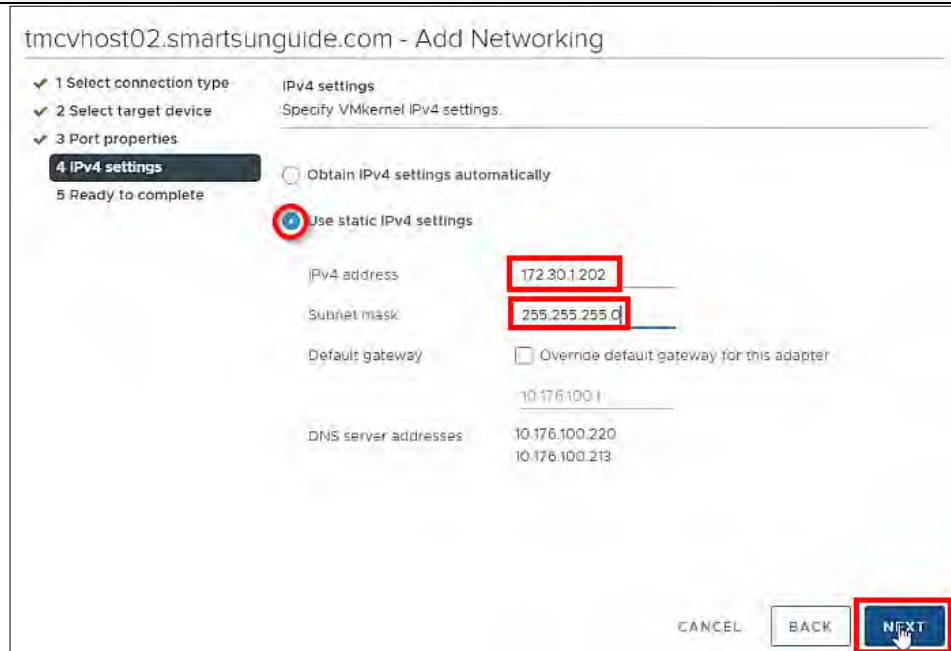 tmcvhost02.smartsunguide.com - Add Networking
✓ 1 Select connection type
✓ 2 Select target device
✓ 3 Port properties
4 IPv4 settings
5 Ready to complete
IPv4 settings
Specify VMkernel IPv4 settings.
Obtain IPv4 settings automatically
Use static IPv4 settings
IPv4 address 172.30.1.202
Subnet mask 255.255.255.0
Default gateway Override default gateway for this adapter
10.176.100.1
DNS server addresses 10.176.100.220
10.176.100.213
CANCEL BACK NEXT